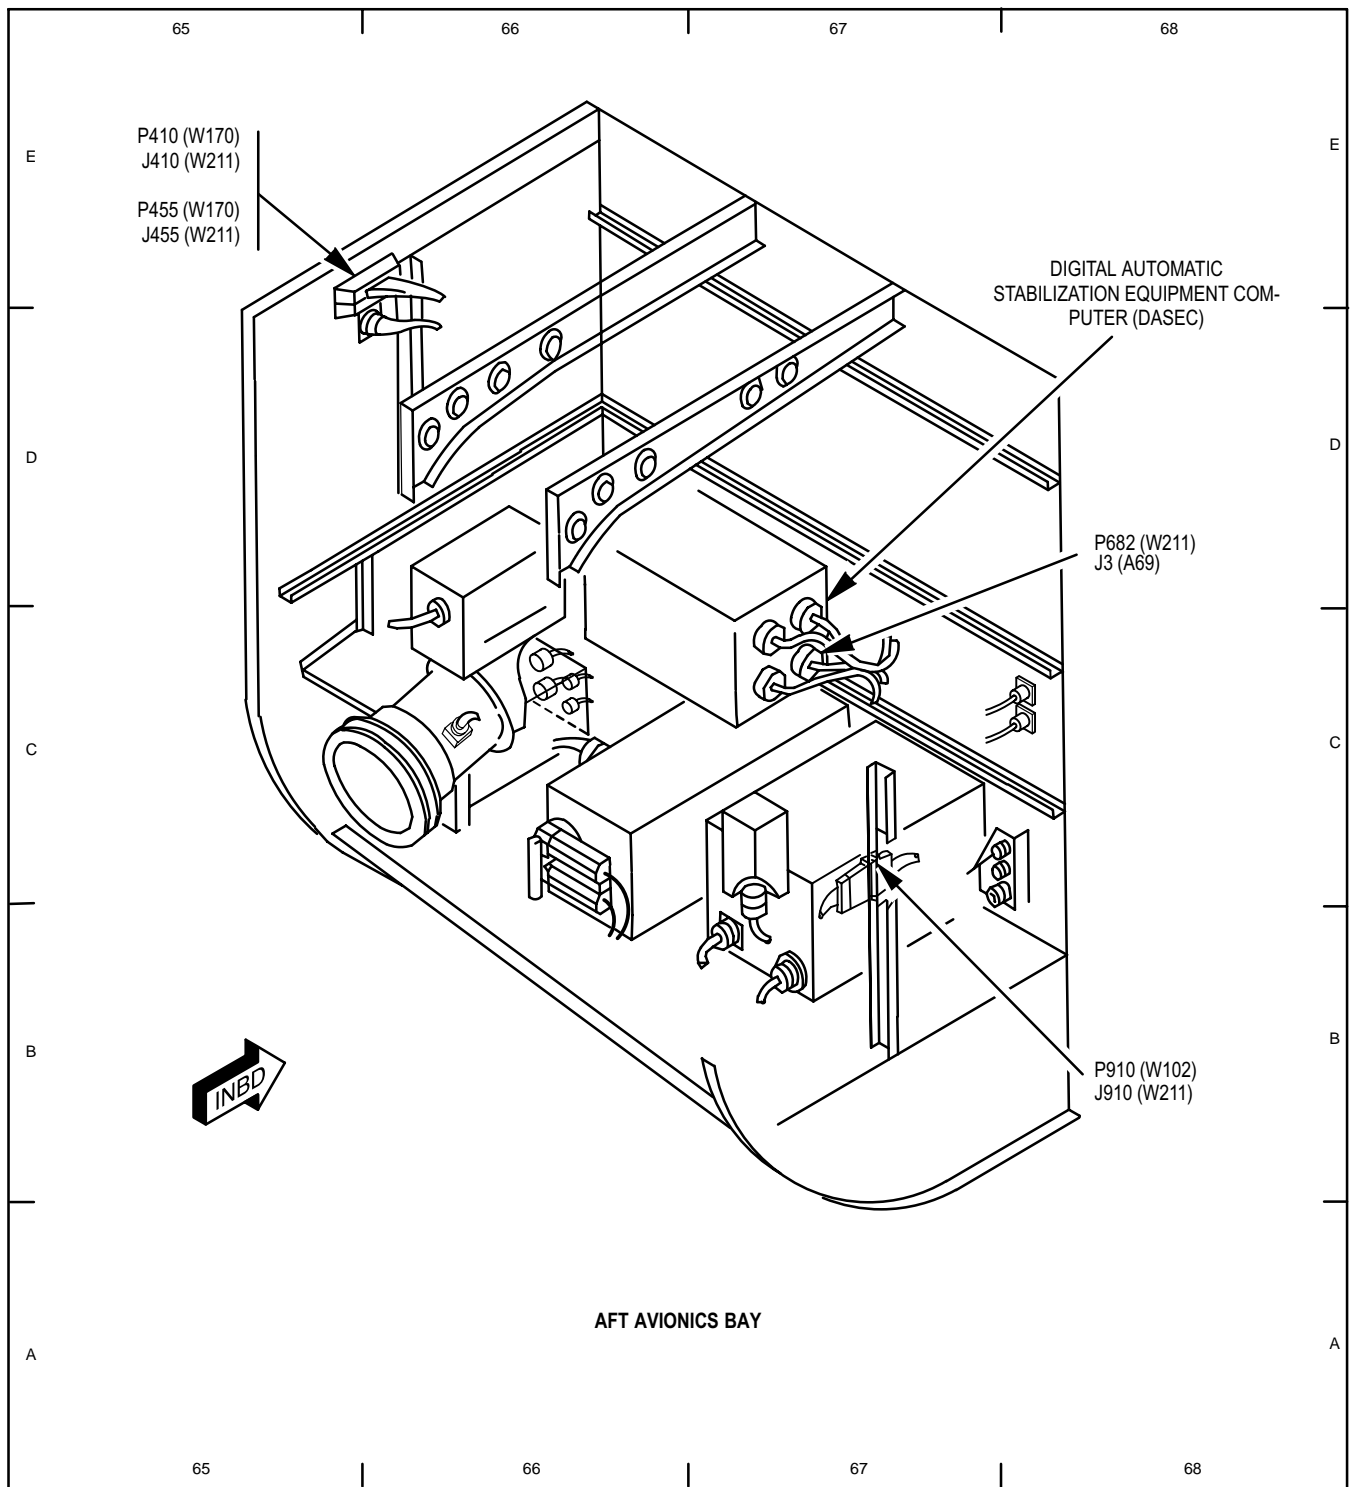 65 66 67 68
E E
P410 (W170)
J410 (W211)
P455 (W170)
J455 (W211)
DIGITAL AUTOMATIC
STABILIZATION EQUIPMENT COM-
PUTER (DASEC)
D D
P682 (W211)
J3 (A69)
C C
B B
INBD
P910 (W102)
J910 (W211)
AFT AVIONICS BAY
A A
65 66 67 68